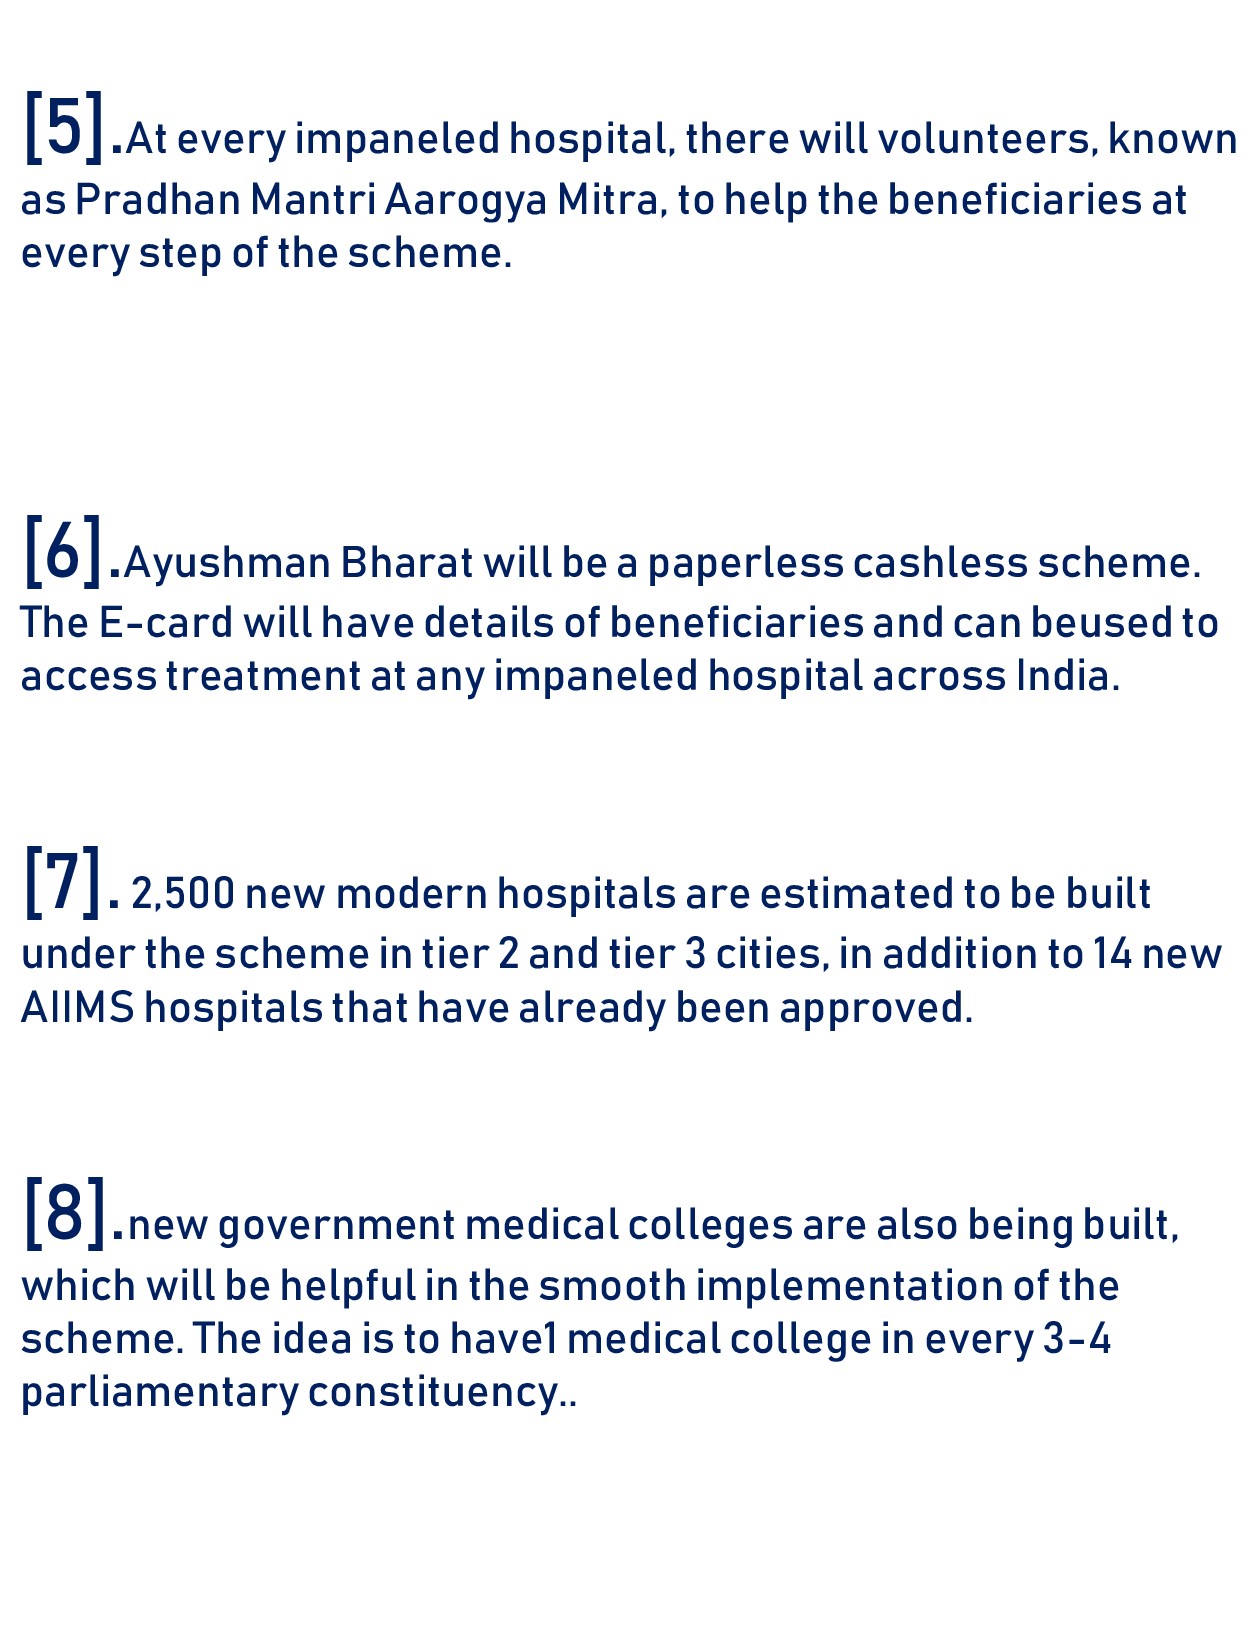 [5].At every impaneled hospital, there will volunteers, known
as Pradhan Mantri Aarogya Mitra, to help the beneficiaries at
every step of the scheme.
[6].Ayushman Bharat will be a paperless cashless scheme.
The E-card will have details of beneficiaries and can beused to
access treatment at any impaneled hospital across India.
[7]. 2,500 new modern hospitals are estimated to be built
under the scheme in tier 2 and tier 3 cities, in addition to 14 new
AIIMS hospitals that have already been approved.
[8].new government medical colleges are also being built,
which will be helpful in the smooth implementation of the
scheme. The idea is to have1 medical college in every 3-4
parliamentary constituency..